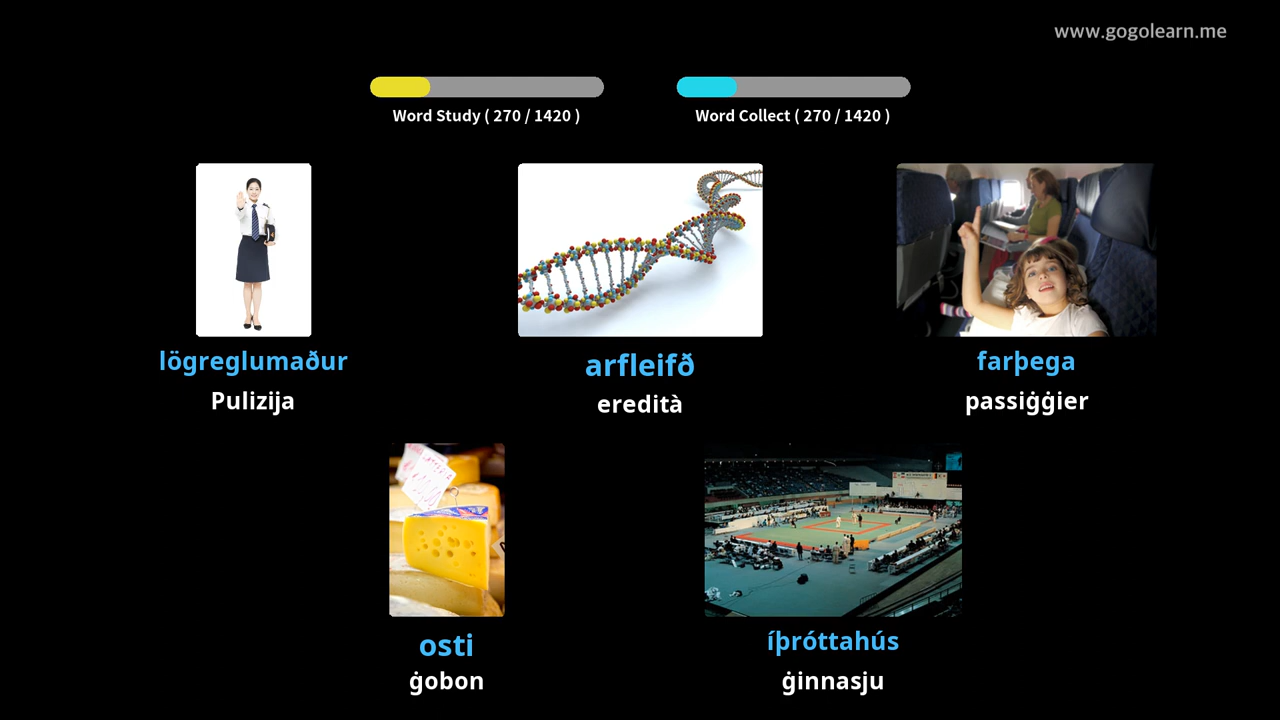 www.gogolearn.me
Word Study ( 270 / 1420 )
Word Collect ( 270 / 1420 )
lögreglumaður
Pulizija
arfleifð
eredità
farþega
passiġġier
osti
ġobon
íþróttahús
ġinnasju